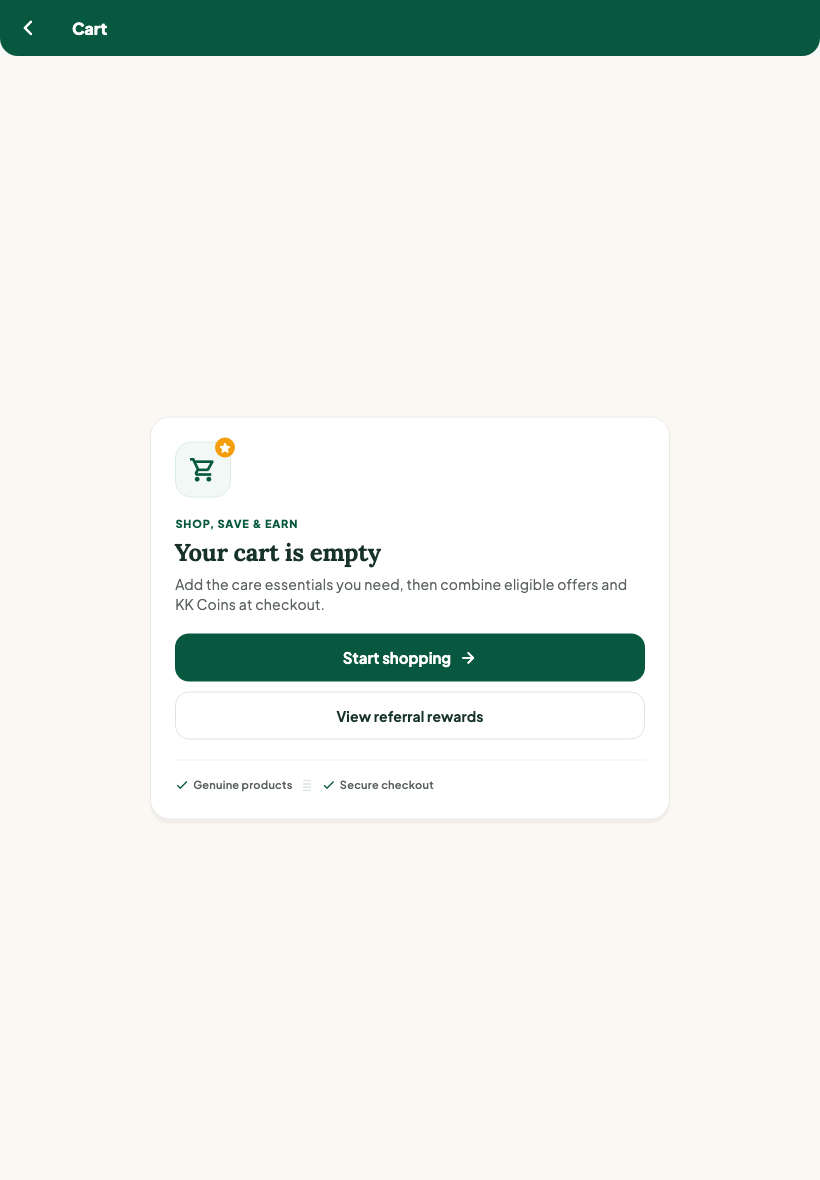 Cart
SHOP, SAVE & EARN
Your cart is empty
Add the care essentials you need, then combine eligible offers and
KK Coins at checkout.
Start shopping
View referral rewards
Genuine products
Secure checkout